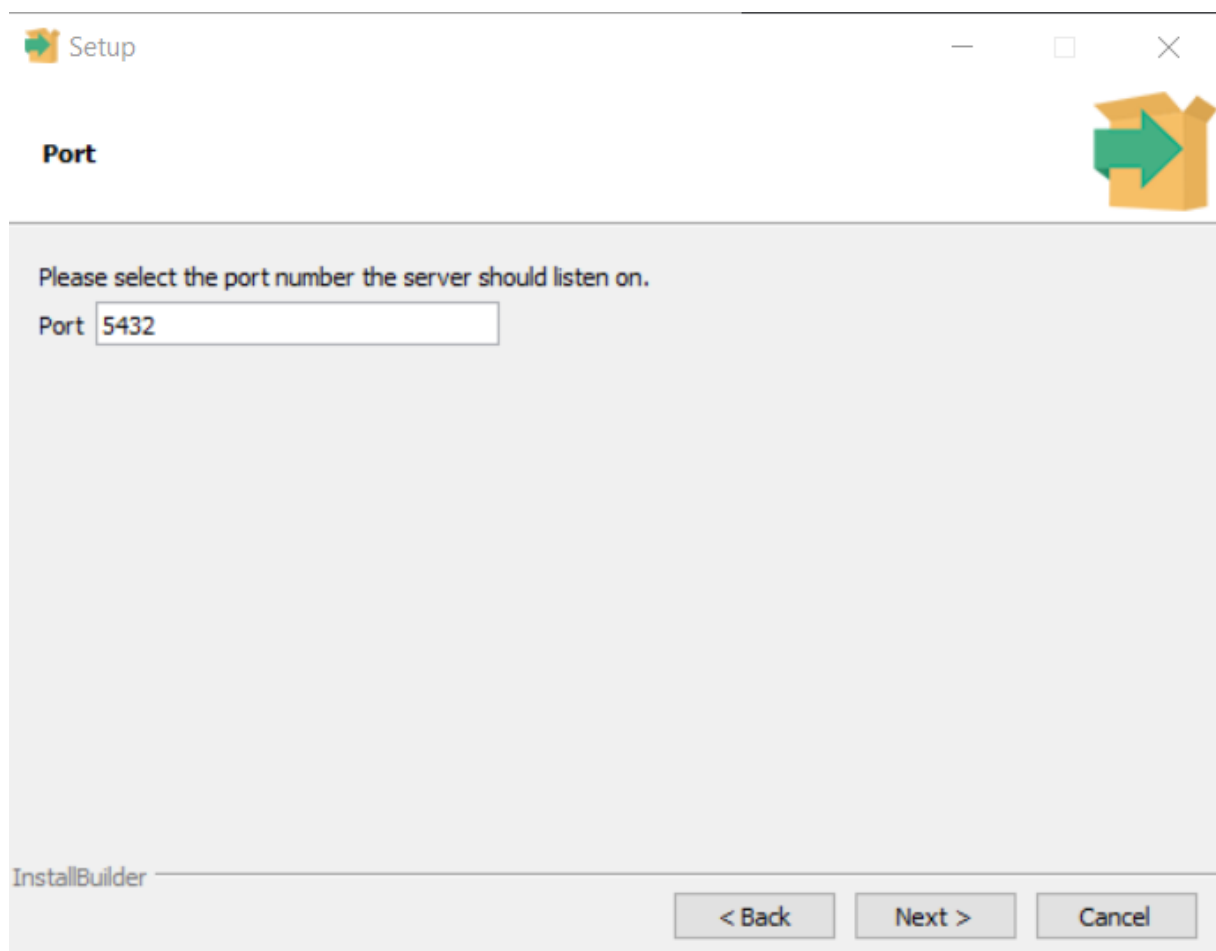 Setup
Port
Please select the port number the server should listen on.
Port 5432
InstallBuilder
< Back Next > Cancel